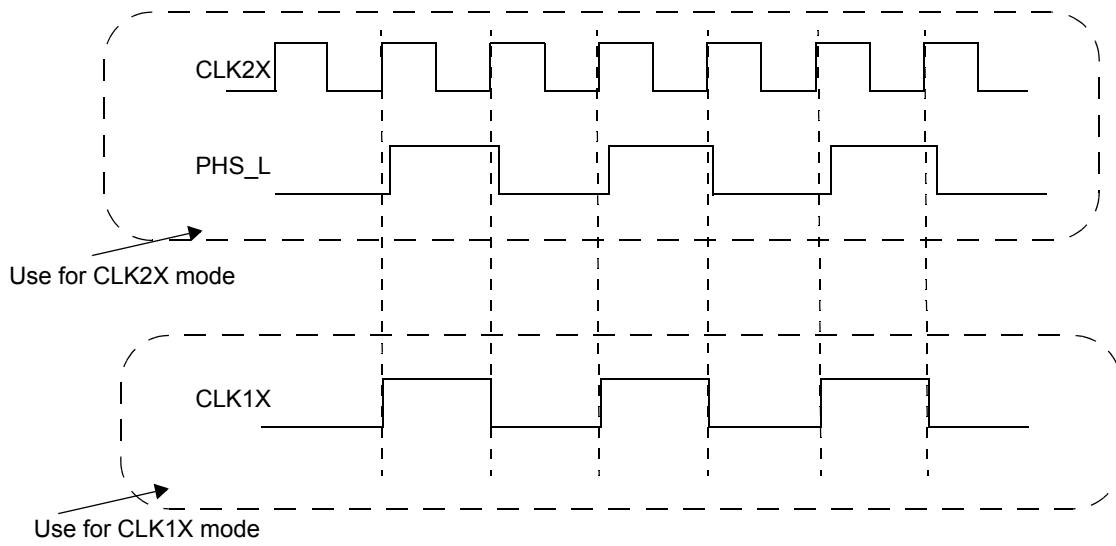 CLK2X
PHS_L
Use for CLK2X mode
CLK1X
Use for CLK1X mode